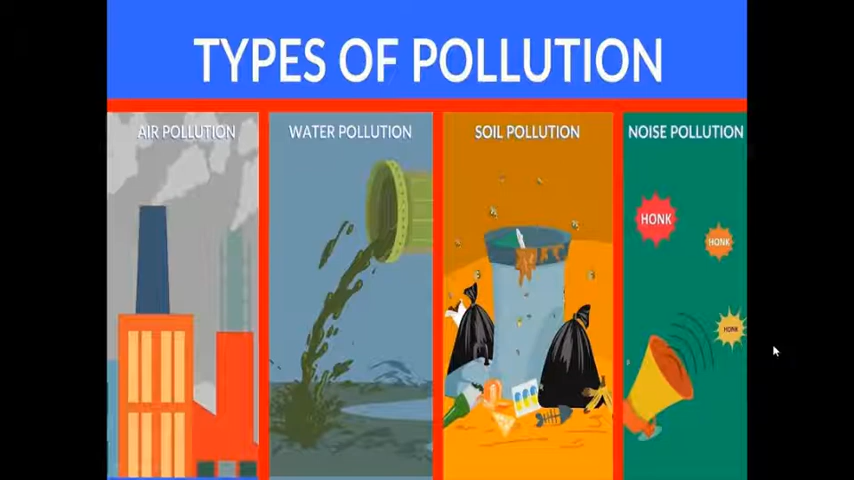 TYPES OF POLLUTION
AIR POLLUTION
WATER POLLUTION
SOIL POLLUTION
NOISE POLLUTION
HONK
HONK
HONK